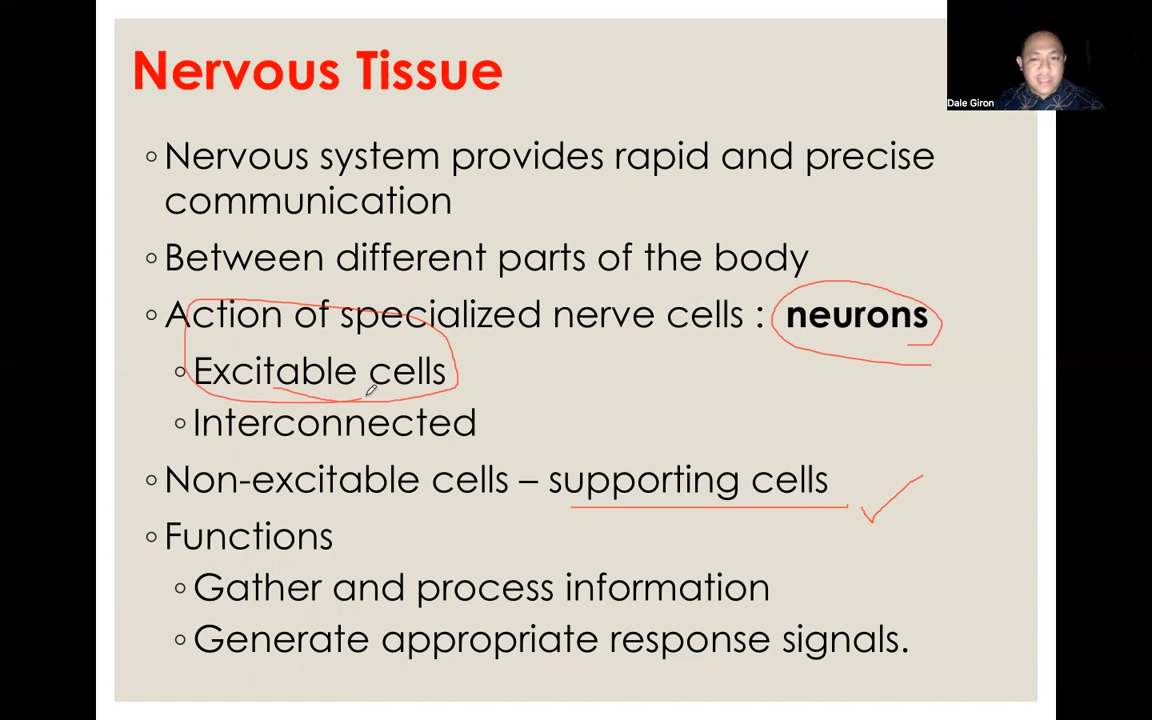 Nervous Tissue
Dale Giron
◦Nervous system provides rapid and precise
communication
◦Between different parts of the body
◦Action of specialized nerve cells : neurons
◦Excitable cells
◦Interconnected
◦Non-excitable cells – supporting cells
◦Functions
◦Gather and process information
◦Generate appropriate response signals.